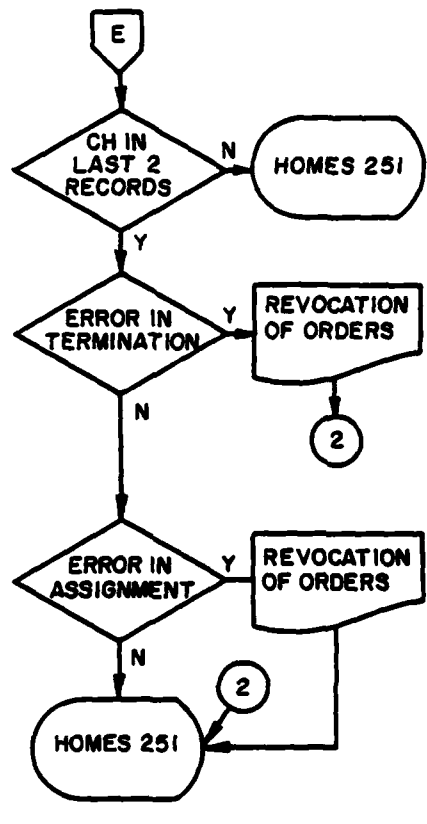 E
CH IN
LAST 2
RECORDS
N
HOMES 251
Y
ERROR IN
TERMINATION
Y
REVOCATION
OF ORDERS
N
2
ERROR IN
ASSIGNMENT
Y
REVOCATION
OF ORDERS
N
2
HOMES 251